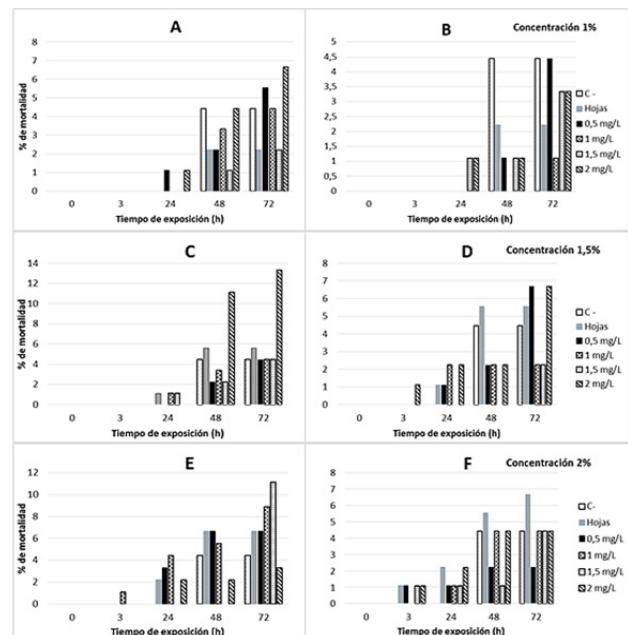 A
8
7
6
5
4
3
2
1
0
% de mortalidad
0 3 24 48 72
Tiempo de exposición (h)
B
Concentración 1%
5
4,5
4
3,5
3
2,5
2
1,5
1
0,5
0
0 3 24 48 72
Tiempo de exposición (h)
C -
Hojas
0,5 mg/L
1 mg/L
1,5 mg/L
2 mg/L
C
14
12
10
8
6
4
2
0
% de mortalidad
0 3 24 48 72
Tiempo de exposición (h)
D
Concentración 1,5%
8
7
6
5
4
3
2
1
0
0 3 24 48 72
Tiempo de exposición (h)
C -
Hojas
0,5 mg/L
1 mg/L
1,5 mg/L
2 mg/L
E
12
10
8
6
4
2
0
% de mortalidad
0 3 24 48 72
Tiempo de exposición (h)
F
Concentración 2%
8
7
6
5
4
3
2
1
0
0 3 24 48 72
Tiempo de exposición (h)
C-
Hojas
0,5 mg/L
1 mg/L
1,5 mg/L
2 mg/L